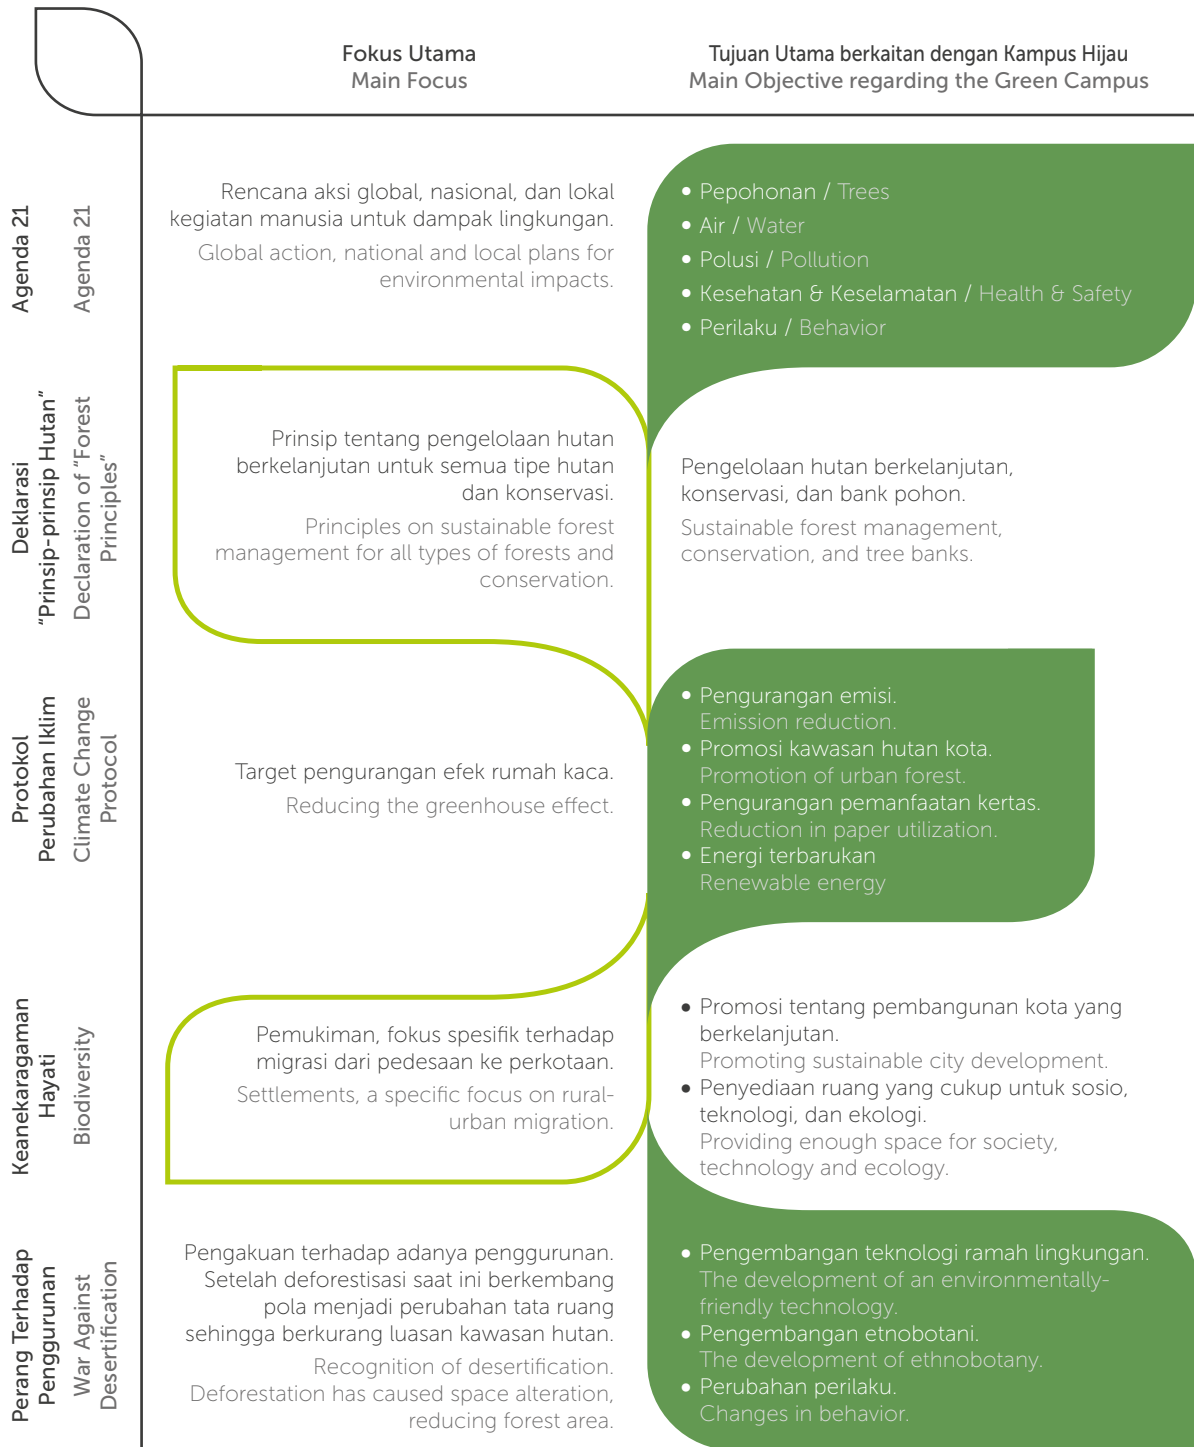 Fokus Utama
Main Focus
Tujuan Utama berkaitan dengan Kampus Hijau
Main Objective regarding the Green Campus
Agenda 21
Agenda 21
Rencana aksi global, nasional, dan lokal
kegiatan manusia untuk dampak lingkungan.
Global action, national and local plans for
environmental impacts.
• Pepohonan / Trees
• Air / Water
• Polusi / Pollution
• Kesehatan & Keselamatan / Health & Safety
• Perilaku / Behavior
Deklarasi
“Prinsip-prinsip Hutan”
Declaration of “Forest
Principles”
Prinsip tentang pengelolaan hutan
berkelanjutan untuk semua tipe hutan
dan konservasi.
Principles on sustainable forest
management for all types of forests and
conservation.
Pengelolaan hutan berkelanjutan,
konservasi, dan bank pohon.
Sustainable forest management,
conservation, and tree banks.
Protokol
Perubahan Iklim
Climate Change
Protocol
Target pengurangan efek rumah kaca.
Reducing the greenhouse effect.
• Pengurangan emisi.
Emission reduction.
• Promosi kawasan hutan kota.
Promotion of urban forest.
• Pengurangan pemanfaatan kertas.
Reduction in paper utilization.
• Energi terbarukan
Renewable energy
Keanekaragaman
Hayati
Biodiversity
Pemukiman, fokus spesifik terhadap
migrasi dari pedesaan ke perkotaan.
Settlements, a specific focus on rural-
urban migration.
• Promosi tentang pembangunan kota yang
berkelanjutan.
Promoting sustainable city development.
• Penyediaan ruang yang cukup untuk sosio,
teknologi, dan ekologi.
Providing enough space for society,
technology and ecology.
Perang Terhadap
Penggurunan
War Against
Desertification
Pengakuan terhadap adanya penggurunan.
Setelah deforestisasi saat ini berkembang
pola menjadi perubahan tata ruang
sehingga berkurang luasan kawasan hutan.
Recognition of desertification.
Deforestation has caused space alteration,
reducing forest area.
• Pengembangan teknologi ramah lingkungan.
The development of an environmentally-
friendly technology.
• Pengembangan etnobotani.
The development of ethnobotany.
• Perubahan perilaku.
Changes in behavior.